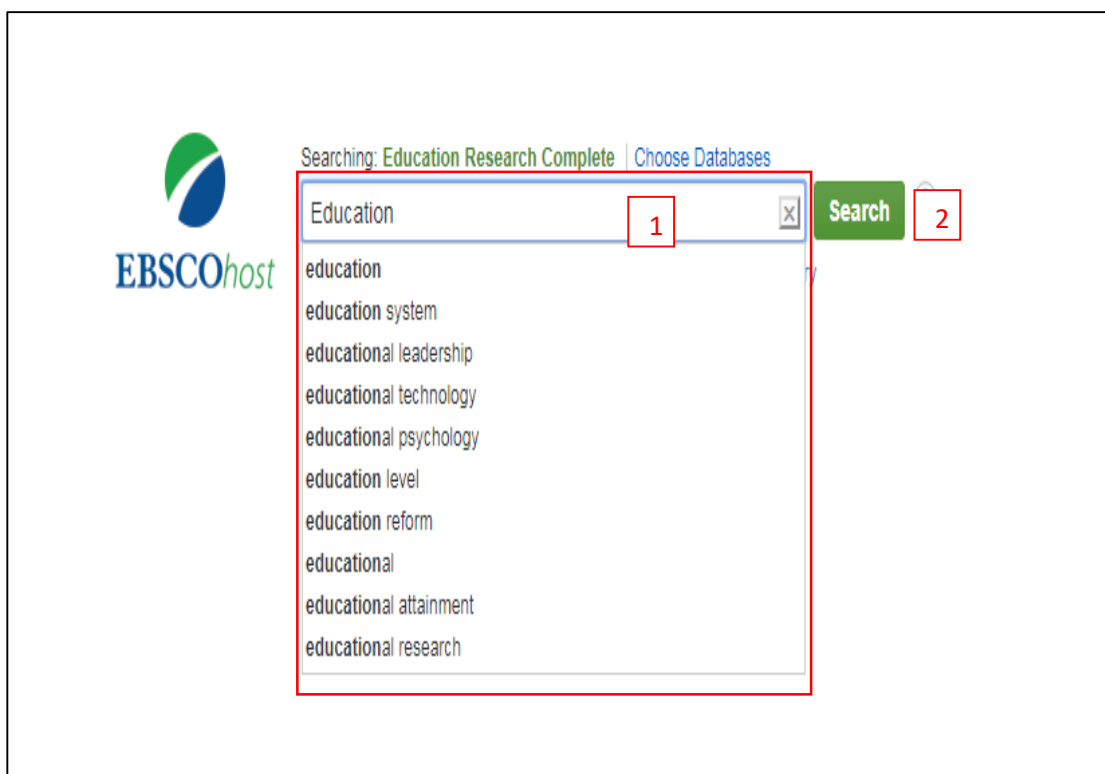 Searching: Education Research Complete | Choose Databases
Education 1 x Search 2
EBSCOhost
education
education system
educational leadership
educational technology
educational psychology
education level
education reform
educational
educational attainment
educational research